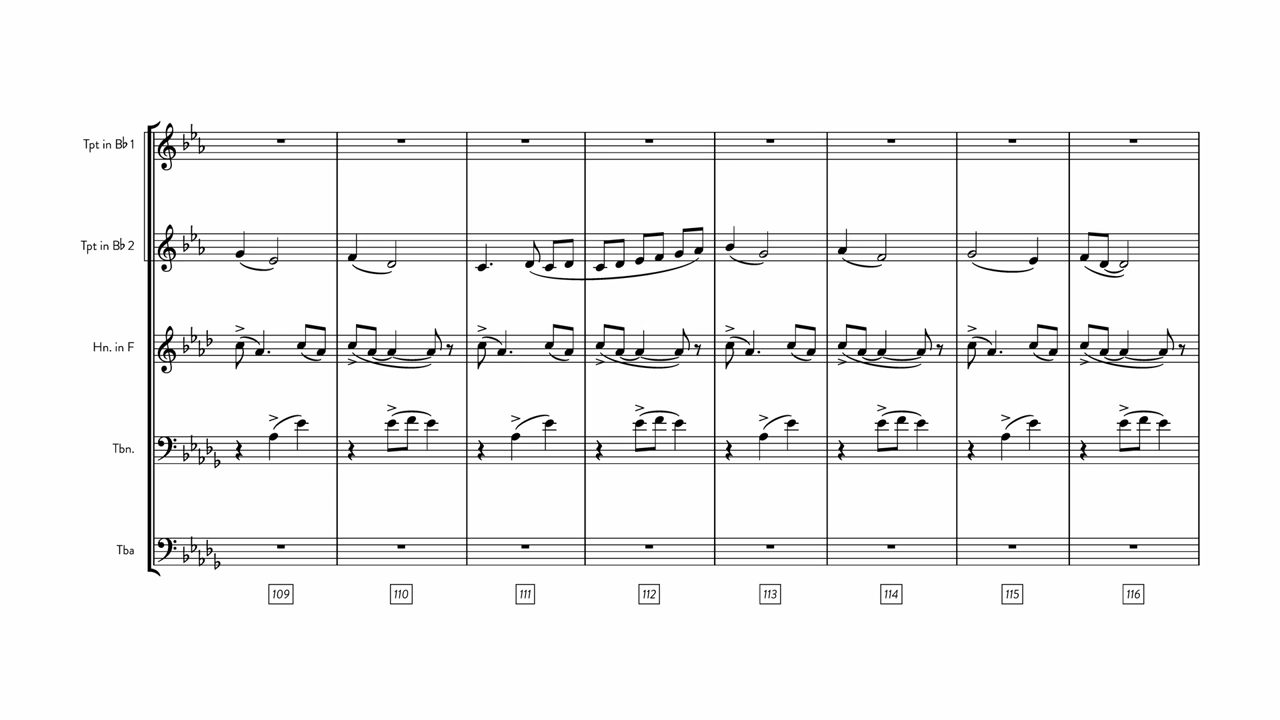 Tpt in B♭ 1
Tpt in B♭ 2
Hn. in F
Tbn.
Tba
109 110 111 112 113 114 115 116